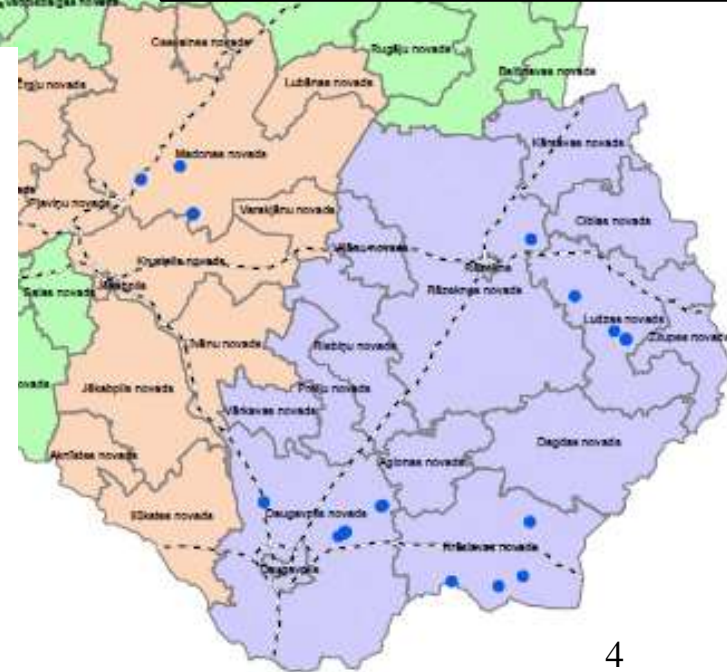 Cesvaines novads
Rugāju novads
Baltinavas novads
Ērgļu novads
Lubānas novads
Kārsavas novads
Madonas novads
Pļaviņu novads
Varakļānu novads
Ciblas novads
Viļānu novads
Krustpils novads
Rēzekne
Rēzeknes novads
Salas novads
Jēkabpils
Ludzas novads
Zilupes novads
Līvānu novads
Riebiņu novads
Jēkabpils novads
Preiļu novads
Vārkavas novads
Dagdas novads
Aknīstes novads
Aglonas novads
Ilūkstes novads
Daugavpils novads
Krāslavas novads
Daugavpils
4